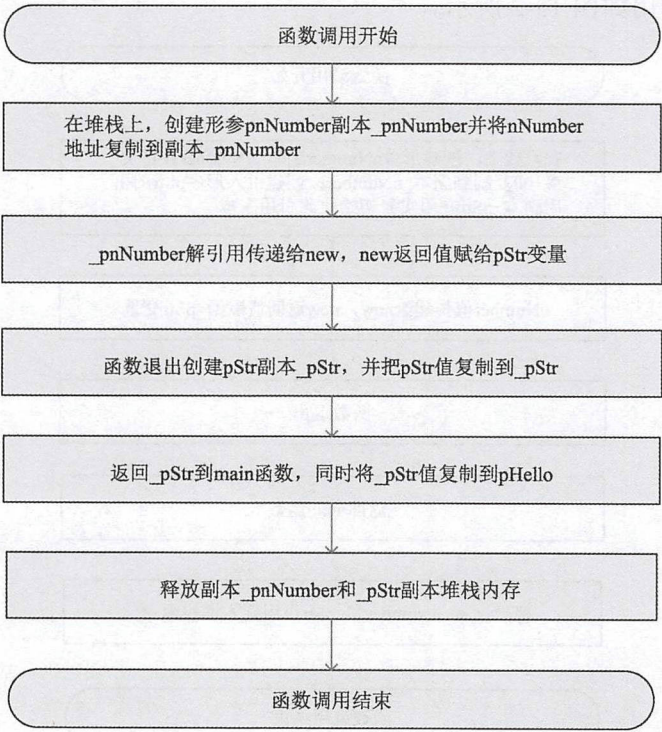 函数调用开始
在堆栈上，创建形参pnNumber副本_pnNumber并将nNumber
地址复制到副本_pnNumber
_pnNumber解引用传递给new，new返回值赋给pStr变量
函数退出创建pStr副本_pStr，并把pStr值复制到_pStr
返回_pStr到main函数，同时将_pStr值复制到pHello
释放副本_pnNumber和_pStr副本堆栈内存
函数调用结束